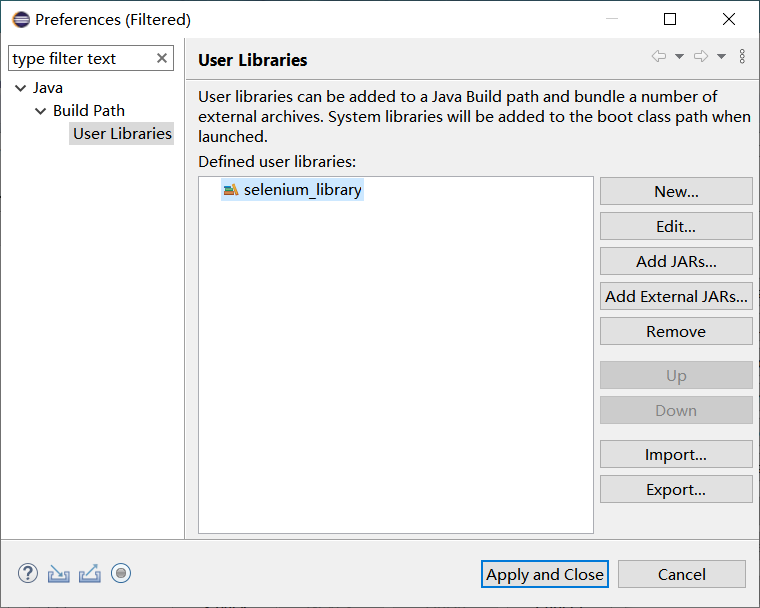 Preferences (Filtered)
type filter text
Java
Build Path
User Libraries
User Libraries
User libraries can be added to a Java Build path and bundle a number of
external archives. System libraries will be added to the boot class path when
launched.
Defined user libraries:
selenium_library
New...
Edit...
Add JARs...
Add External JARs...
Remove
Up
Down
Import...
Export...
Apply and Close
Cancel